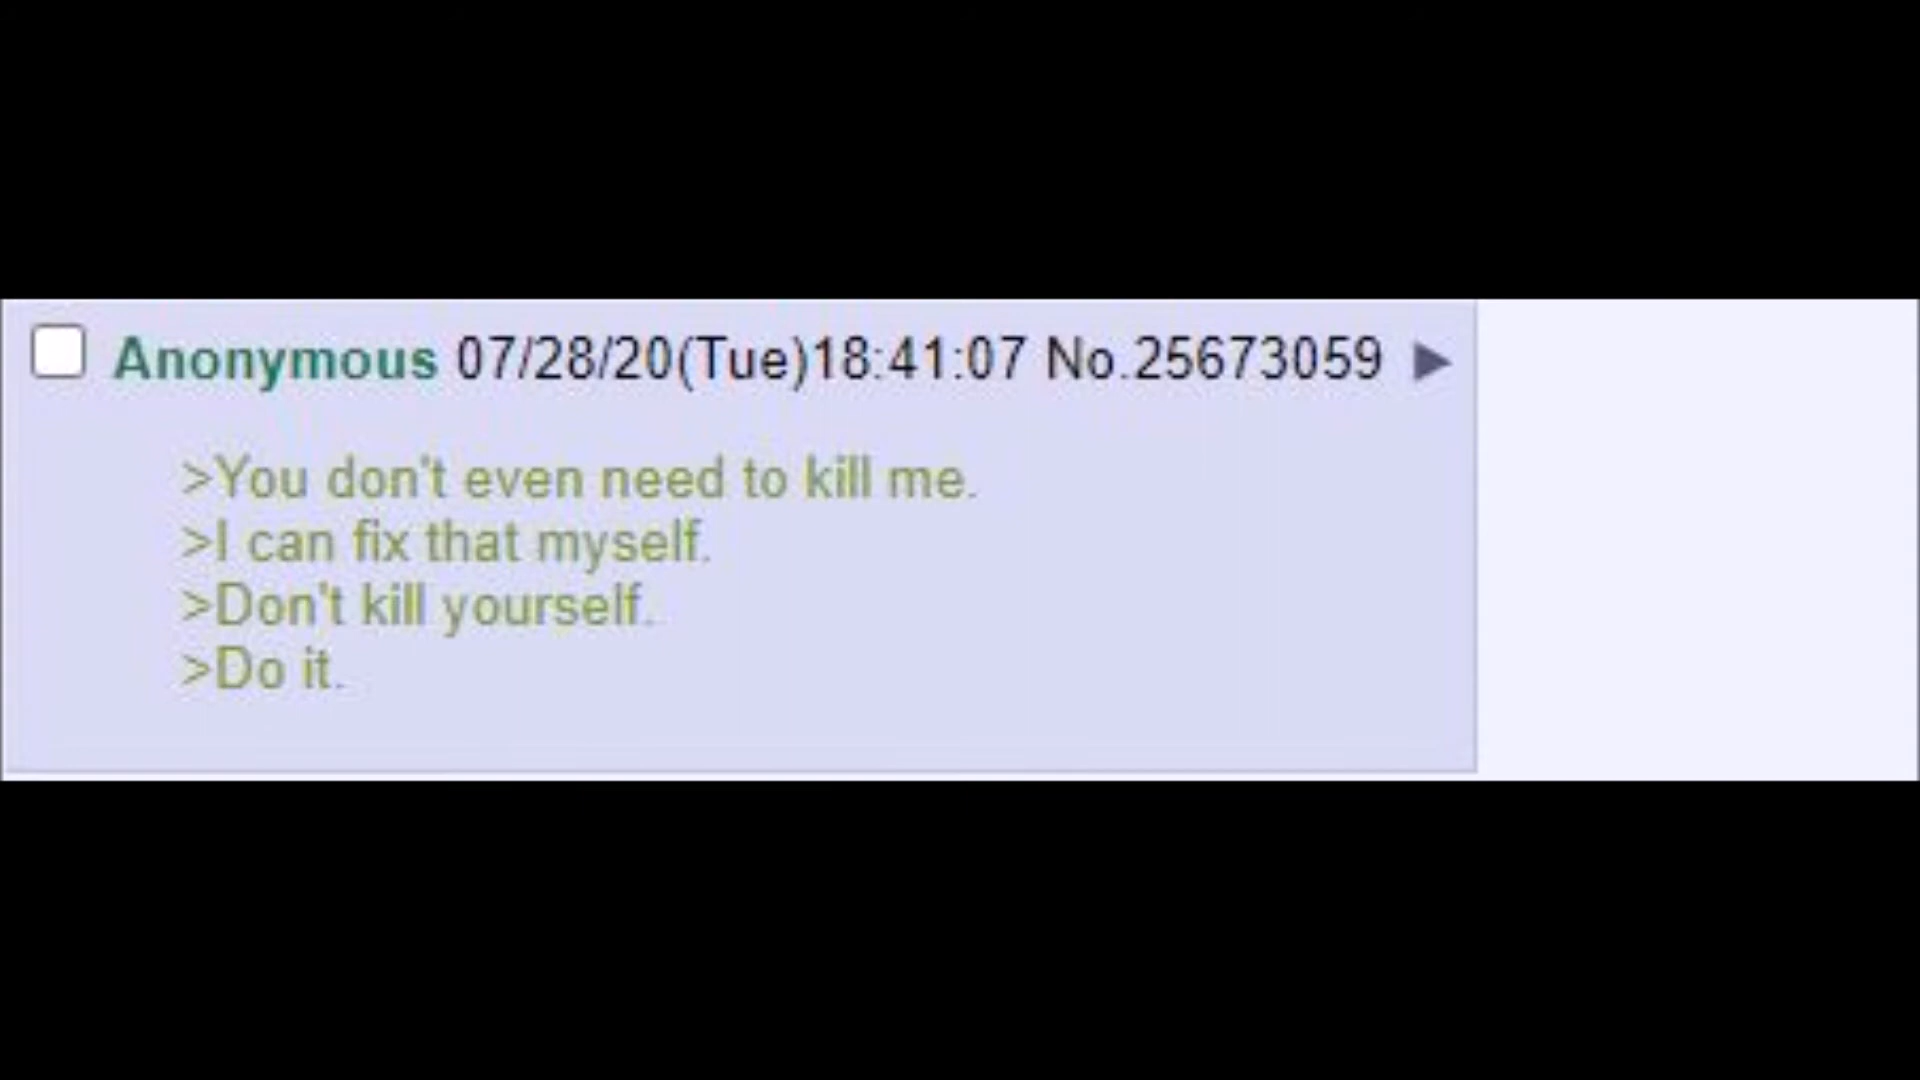 Anonymous 07/28/20(Tue)18:41:07 No.25673059 ▶
>You don't even need to kill me.
>I can fix that myself.
>Don't kill yourself.
>Do it.